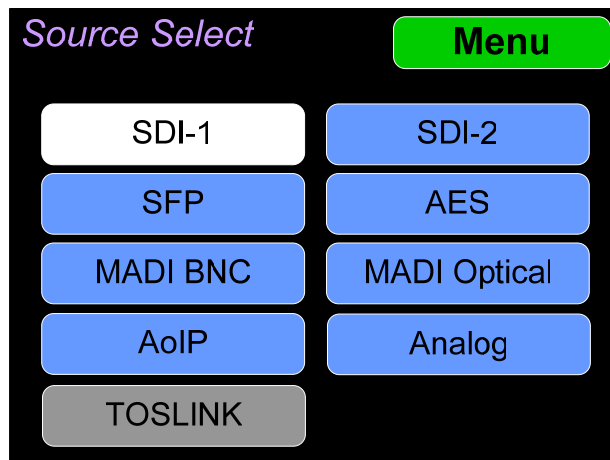 Source Select
Menu
SDI-1
SDI-2
SFP
AES
MADI BNC
MADI Optical
AoIP
Analog
TOSLINK